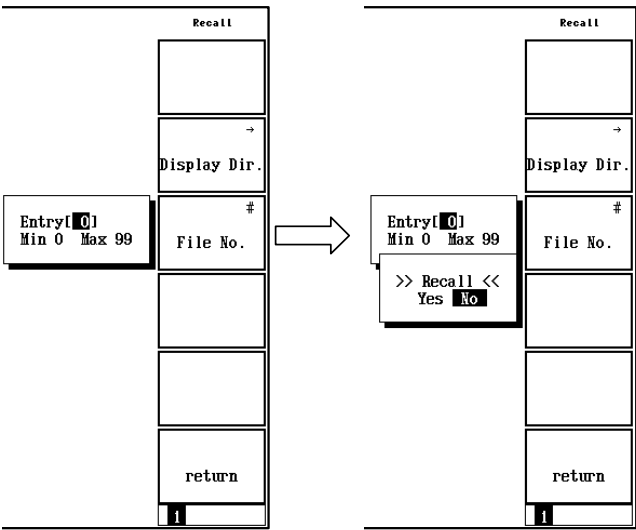 Recall
→
Display Dir.
Entry[ 0]
Min 0 Max 99
#
File No.
return
1
Recall
→
Display Dir.
Entry[ 0]
Min 0 Max 99
#
File No.
>> Recall <<
Yes No
return
1